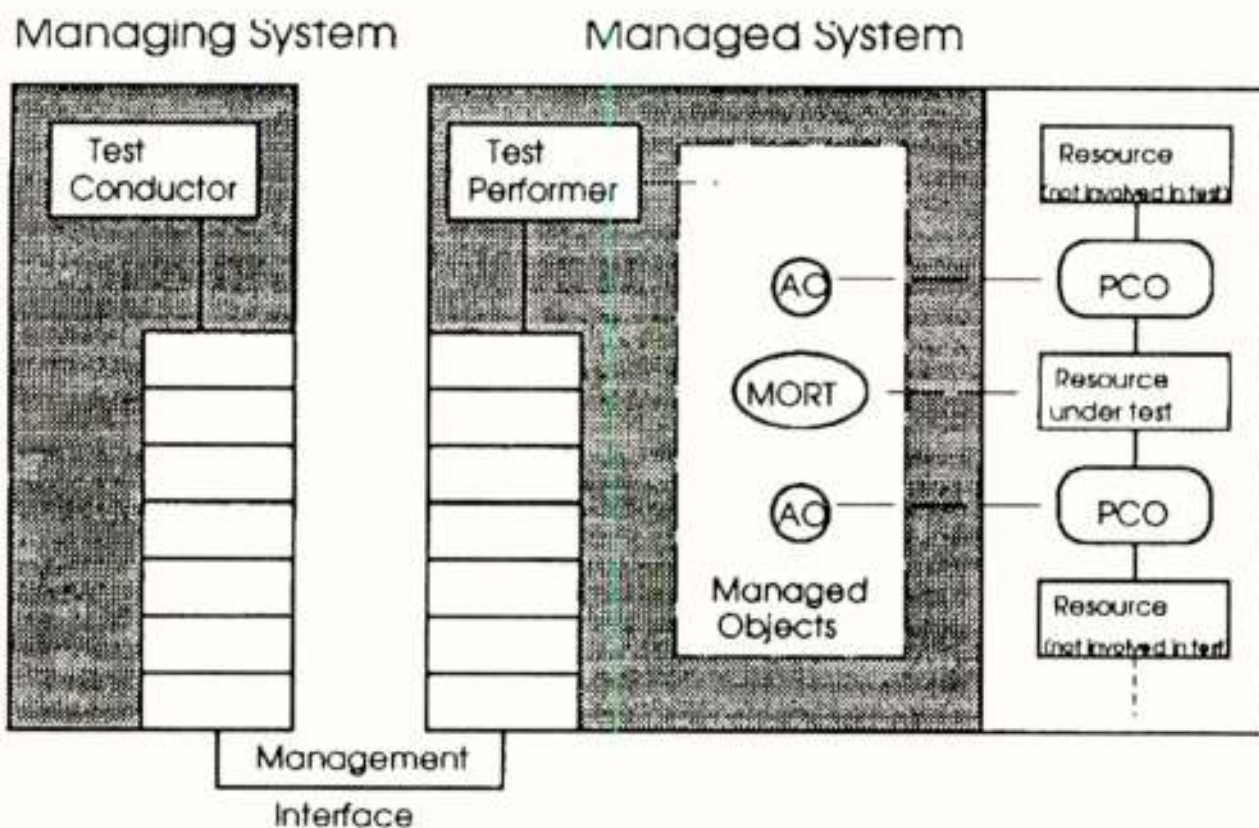 Managing System
Managed System
Test
Conductor
Test
Performer
AO
MORT
AO
Managed
Objects
Resource
(not involved in test)
PCO
Resource
under test
PCO
Resource
(not involved in test
Management
Interface